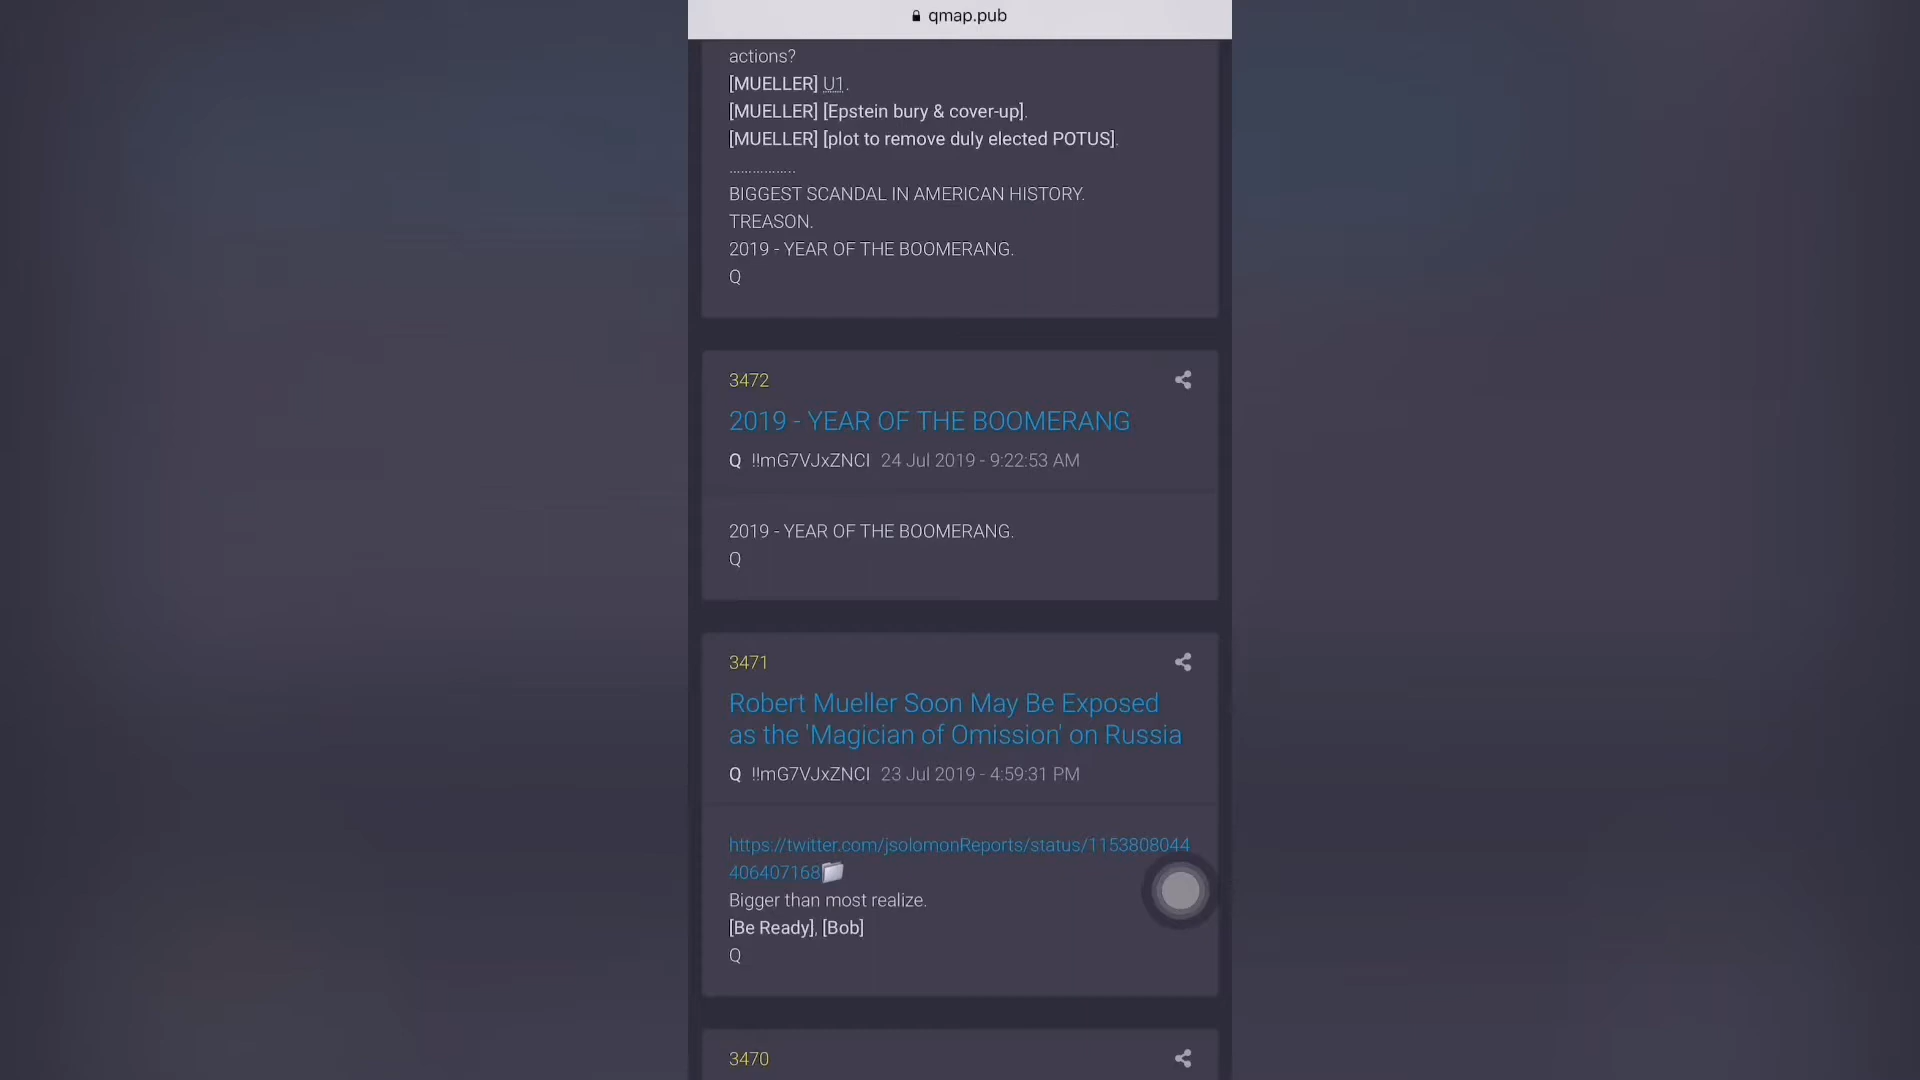 qmap.pub
actions?
[MUELLER] U1.
[MUELLER] [Epstein bury & cover-up].
[MUELLER] [plot to remove duly elected POTUS].
……………..
BIGGEST SCANDAL IN AMERICAN HISTORY.
TREASON.
2019 - YEAR OF THE BOOMERANG.
Q
3472
2019 - YEAR OF THE BOOMERANG
Q !!mG7VJxZNCI 24 Jul 2019 - 9:22:53 AM
2019 - YEAR OF THE BOOMERANG.
Q
3471
Robert Mueller Soon May Be Exposed
as the 'Magician of Omission' on Russia
Q !!mG7VJxZNCI 23 Jul 2019 - 4:59:31 PM
https://twitter.com/jsolomonReports/status/1153808044
406407168
Bigger than most realize.
[Be Ready], [Bob]
Q
3470